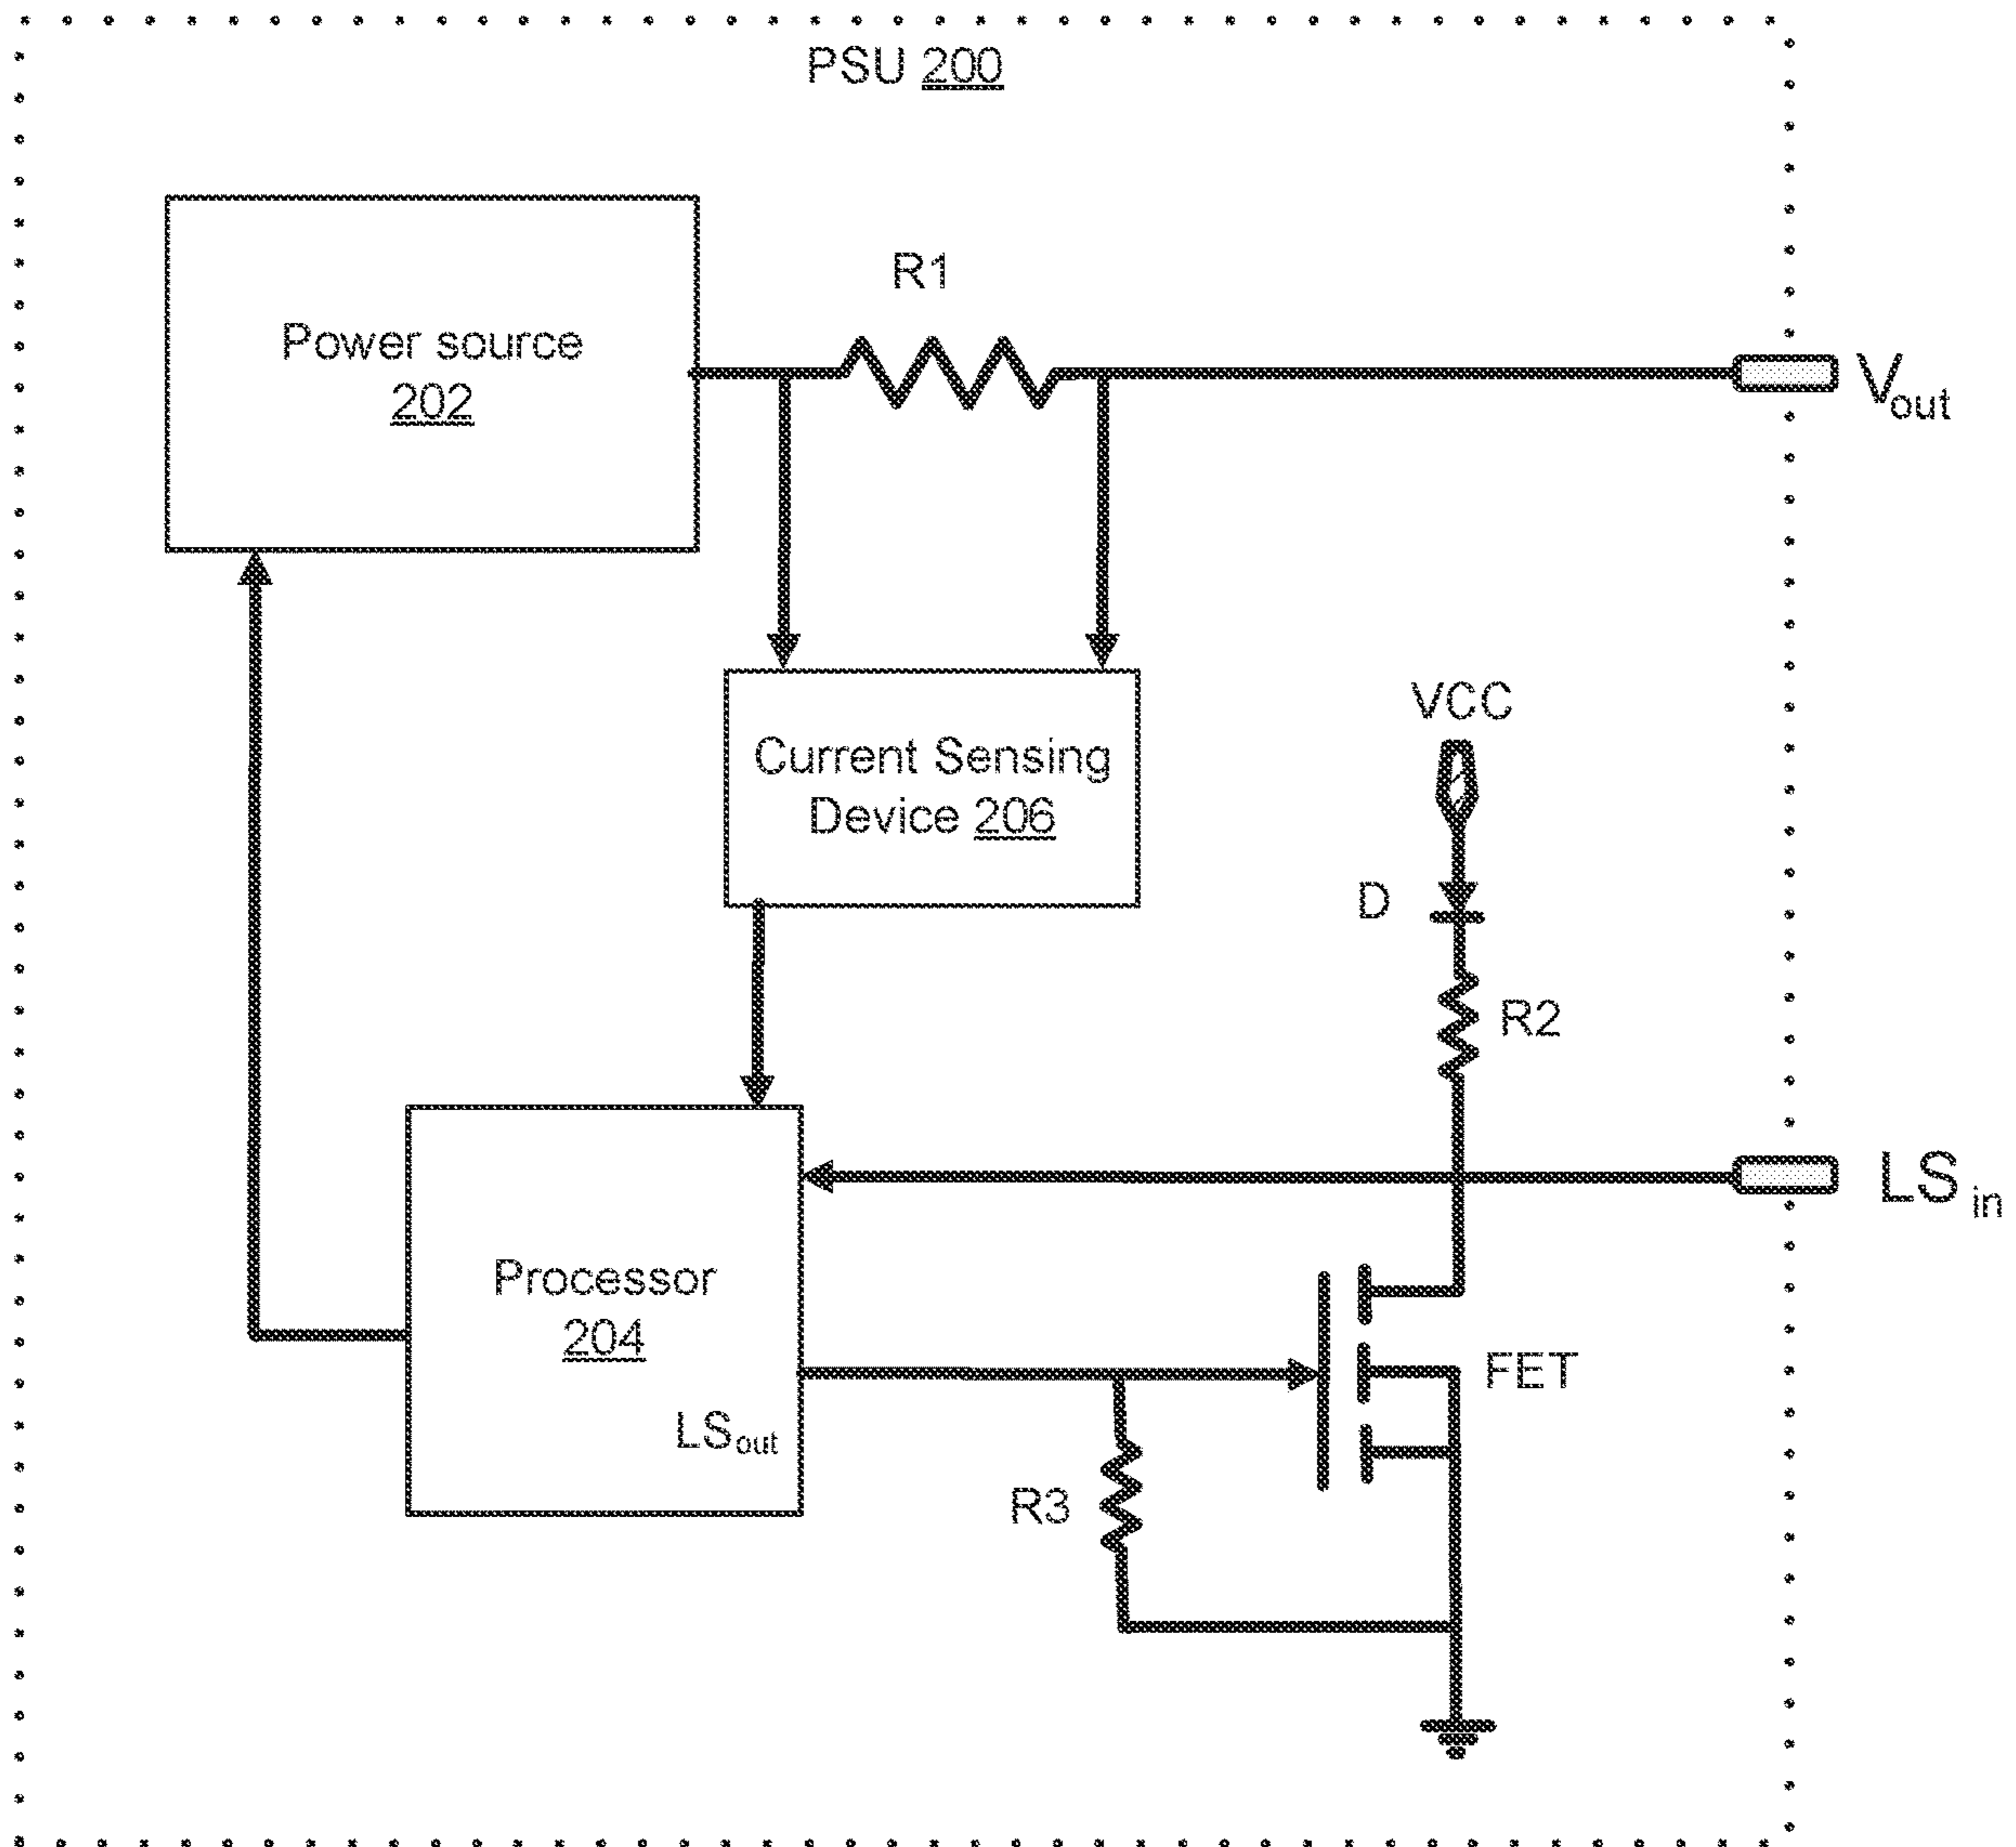 PSU 200
R1
Power source
202
Vout
VCC
Current Sensing
Device 206
D
R2
LS in
Processor
204
FET
LSout
R3